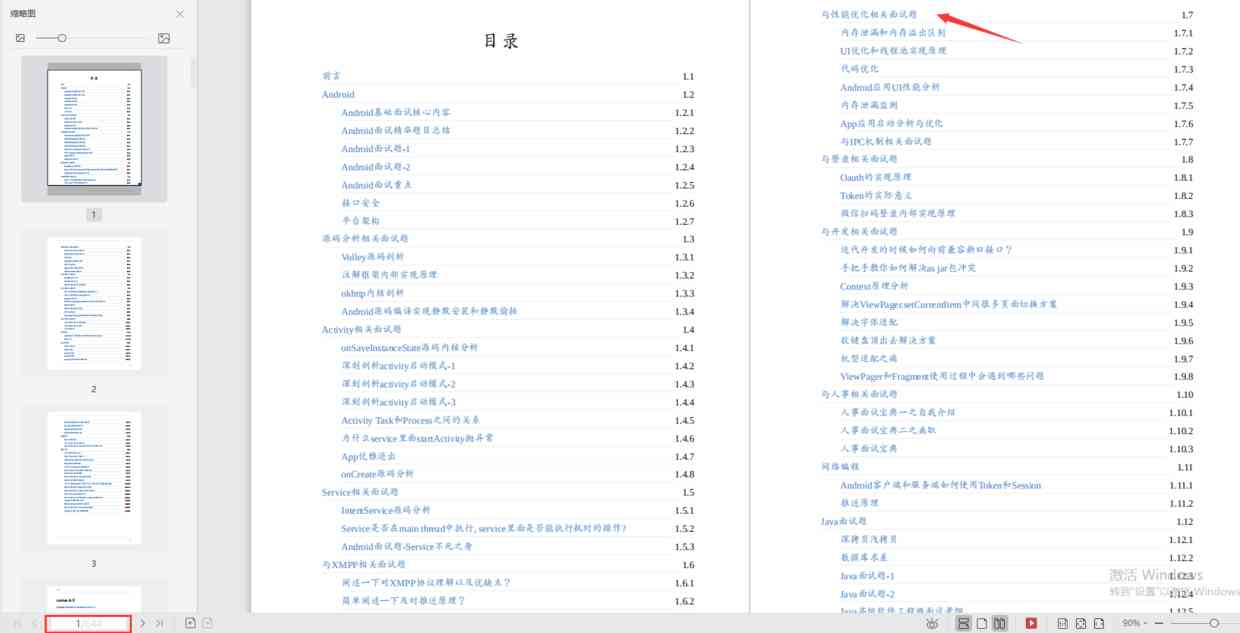 缩略图
1
2
3
目录
前言 1.1
Android 1.2
Android基础面试核心内容 1.2.1
Android面试精华题目总结 1.2.2
Android面试题-1 1.2.3
Android面试题-2 1.2.4
Android面试重点 1.2.5
接口安全 1.2.6
平台架构 1.2.7
源码分析相关面试题 1.3
Volley源码剖析 1.3.1
注解框架内部实现原理 1.3.2
okhttp内核剖析 1.3.3
Android源码编译实现静默安装和静默偷拍 1.3.4
Activity相关面试题 1.4
onSaveInstanceState源码内核分析 1.4.1
深刻剖析activity启动模式-1 1.4.2
深刻剖析activity启动模式-2 1.4.3
深刻剖析activity启动模式-3 1.4.4
Activity Task和Process之间的关系 1.4.5
为什么service里面startActivity抛异常 1.4.6
App优雅退出 1.4.7
onCreate源码分析 1.4.8
Service相关面试题 1.5
IntentService源码分析 1.5.1
Service是否在main thread中执行, service里面是否能执行耗时的操作? 1.5.2
Android面试题-Service不死之身 1.5.3
与XMPP相关面试题 1.6
阐述一下对XMPP协议理解以及优缺点? 1.6.1
简单阐述一下及时推送原理? 1.6.2
与性能优化相关面试题 1.7
内存泄漏和内存溢出区别 1.7.1
UI优化和线程池实现原理 1.7.2
代码优化 1.7.3
Android应用UI性能分析 1.7.4
内存泄漏监测 1.7.5
App应用启动分析与优化 1.7.6
与IPC机制相关面试题 1.7.7
与登录相关面试题 1.8
Oauth的实现原理 1.8.1
Token的实际意义 1.8.2
微信扫码登录内部实现原理 1.8.3
与开发相关面试题 1.9
迭代开发的时候如何向前兼容新旧接口? 1.9.1
手把手教你如何解决as jar包冲突 1.9.2
Context原理分析 1.9.3
解决ViewPager.setCurrentItem中间很多页面切换方案 1.9.4
解决字体适配 1.9.5
软键盘顶出去解决方案 1.9.6
机型适配之痛 1.9.7
ViewPager和Fragment使用过程中会遇到哪些问题 1.9.8
与人事相关面试题 1.10
人事面试宝典一之自我介绍 1.10.1
人事面试宝典二之离职 1.10.2
人事面试宝典 1.10.3
网络编程 1.11
Android客户端和服务端如何使用Token和Session 1.11.1
推送原理 1.11.2
Java面试题 1.12
深拷贝浅拷贝 1.12.1
数据库术差 1.12.2
Java面试题-1 1.12.3
Java面试题-2 1.12.4
Java高级软件工程师面试考纲 1.12.5
激活 Windows
转到"设置"以激活 Windows
1/644
90%